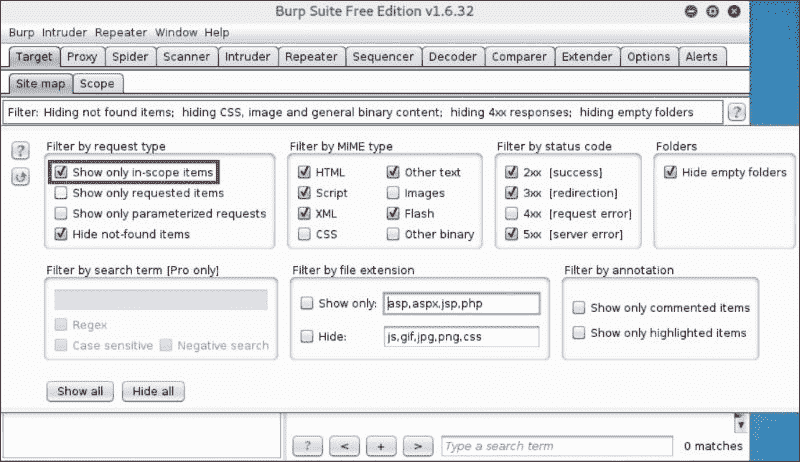 Burp Suite Free Edition v1.6.32
Burp Intruder Repeater Window Help
Target Proxy Spider Scanner Intruder Repeater Sequencer Decoder Comparer Extender Options Alerts
Site map Scope
Filter: Hiding not found items; hiding CSS, image and general binary content; hiding 4xx responses; hiding empty folders ?
? Filter by request type Filter by MIME type Filter by status code Folders
Show only in-scope items HTML Other text 2xx [success] Hide empty folders
Show only requested items Script Images 3xx [redirection]
Show only parameterized requests XML Flash 4xx [request error]
Hide not-found items CSS Other binary 5xx [server error]
Filter by search term [Pro only] Filter by file extension Filter by annotation
Show only: asp,aspx,jsp,php Show only commented items
Regex
Hide: js,gif,jpg,png,css Show only highlighted items
Case sensitive Negative search
Show all Hide all
? < + > Type a search term 0 matches